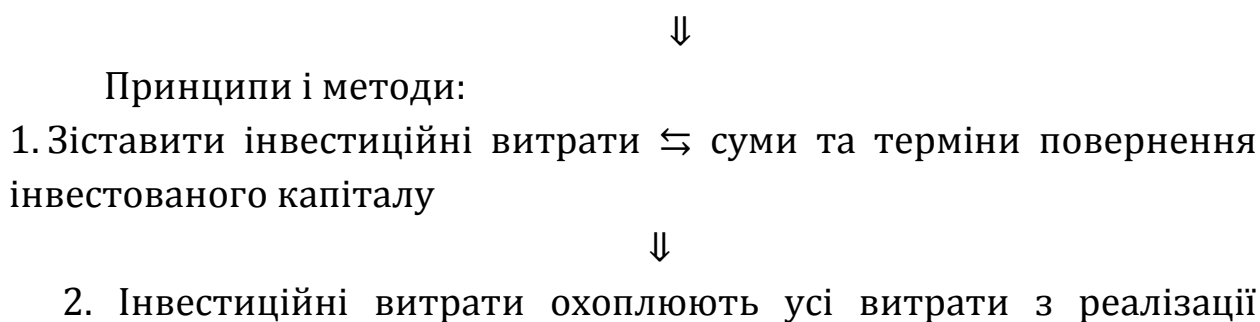 ⇓
Принципи і методи:
1. Зіставити інвестиційні витрати ⇆ суми та терміни повернення
інвестованого капіталу
⇓
2. Інвестиційні витрати охоплюють усі витрати з реалізації